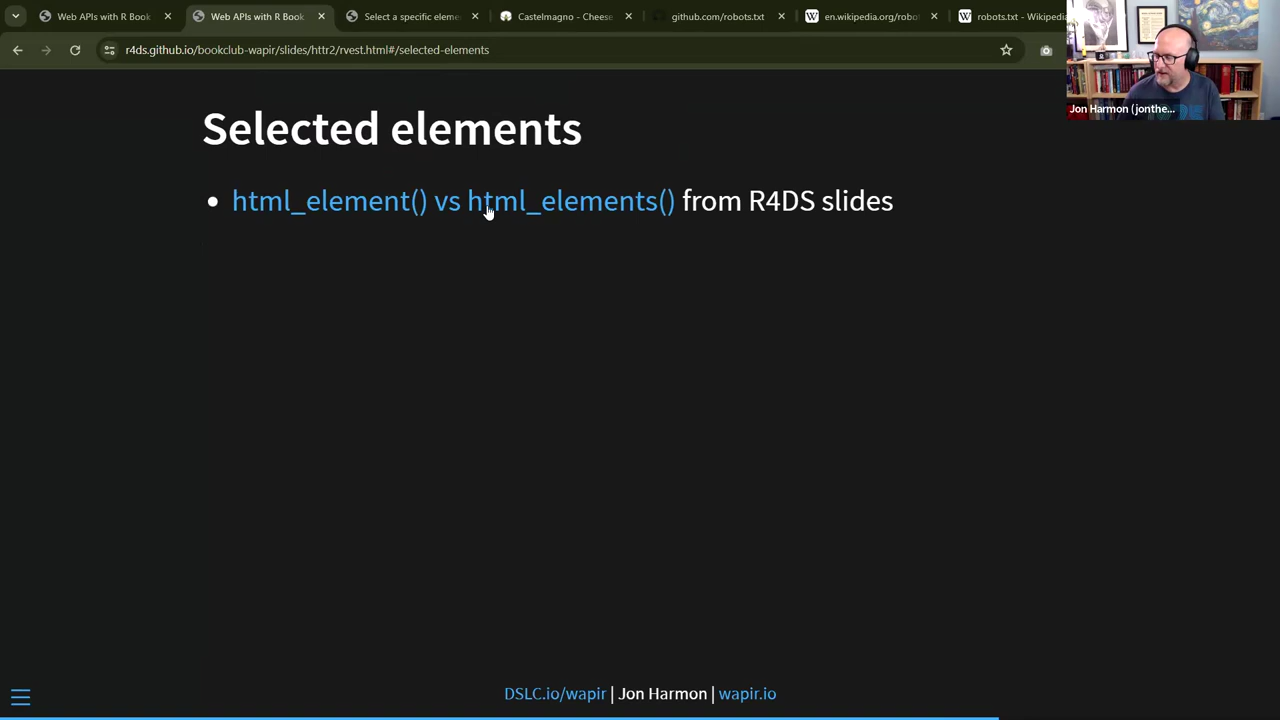 Web APIs with R Book
Web APIs with R Book
Select a specific eleme
Castelmagno - Cheese
github.com/robots.txt
en.wikipedia.org/robo
robots.txt - Wikipedi
r4ds.github.io/bookclub-wapir/slides/httr2/rvest.html#/selected-elements
Jon Harmon (jonthe...
Selected elements
• html_element() vs html_elements() from R4DS slides
DSLC.io/wapir | Jon Harmon | wapir.io